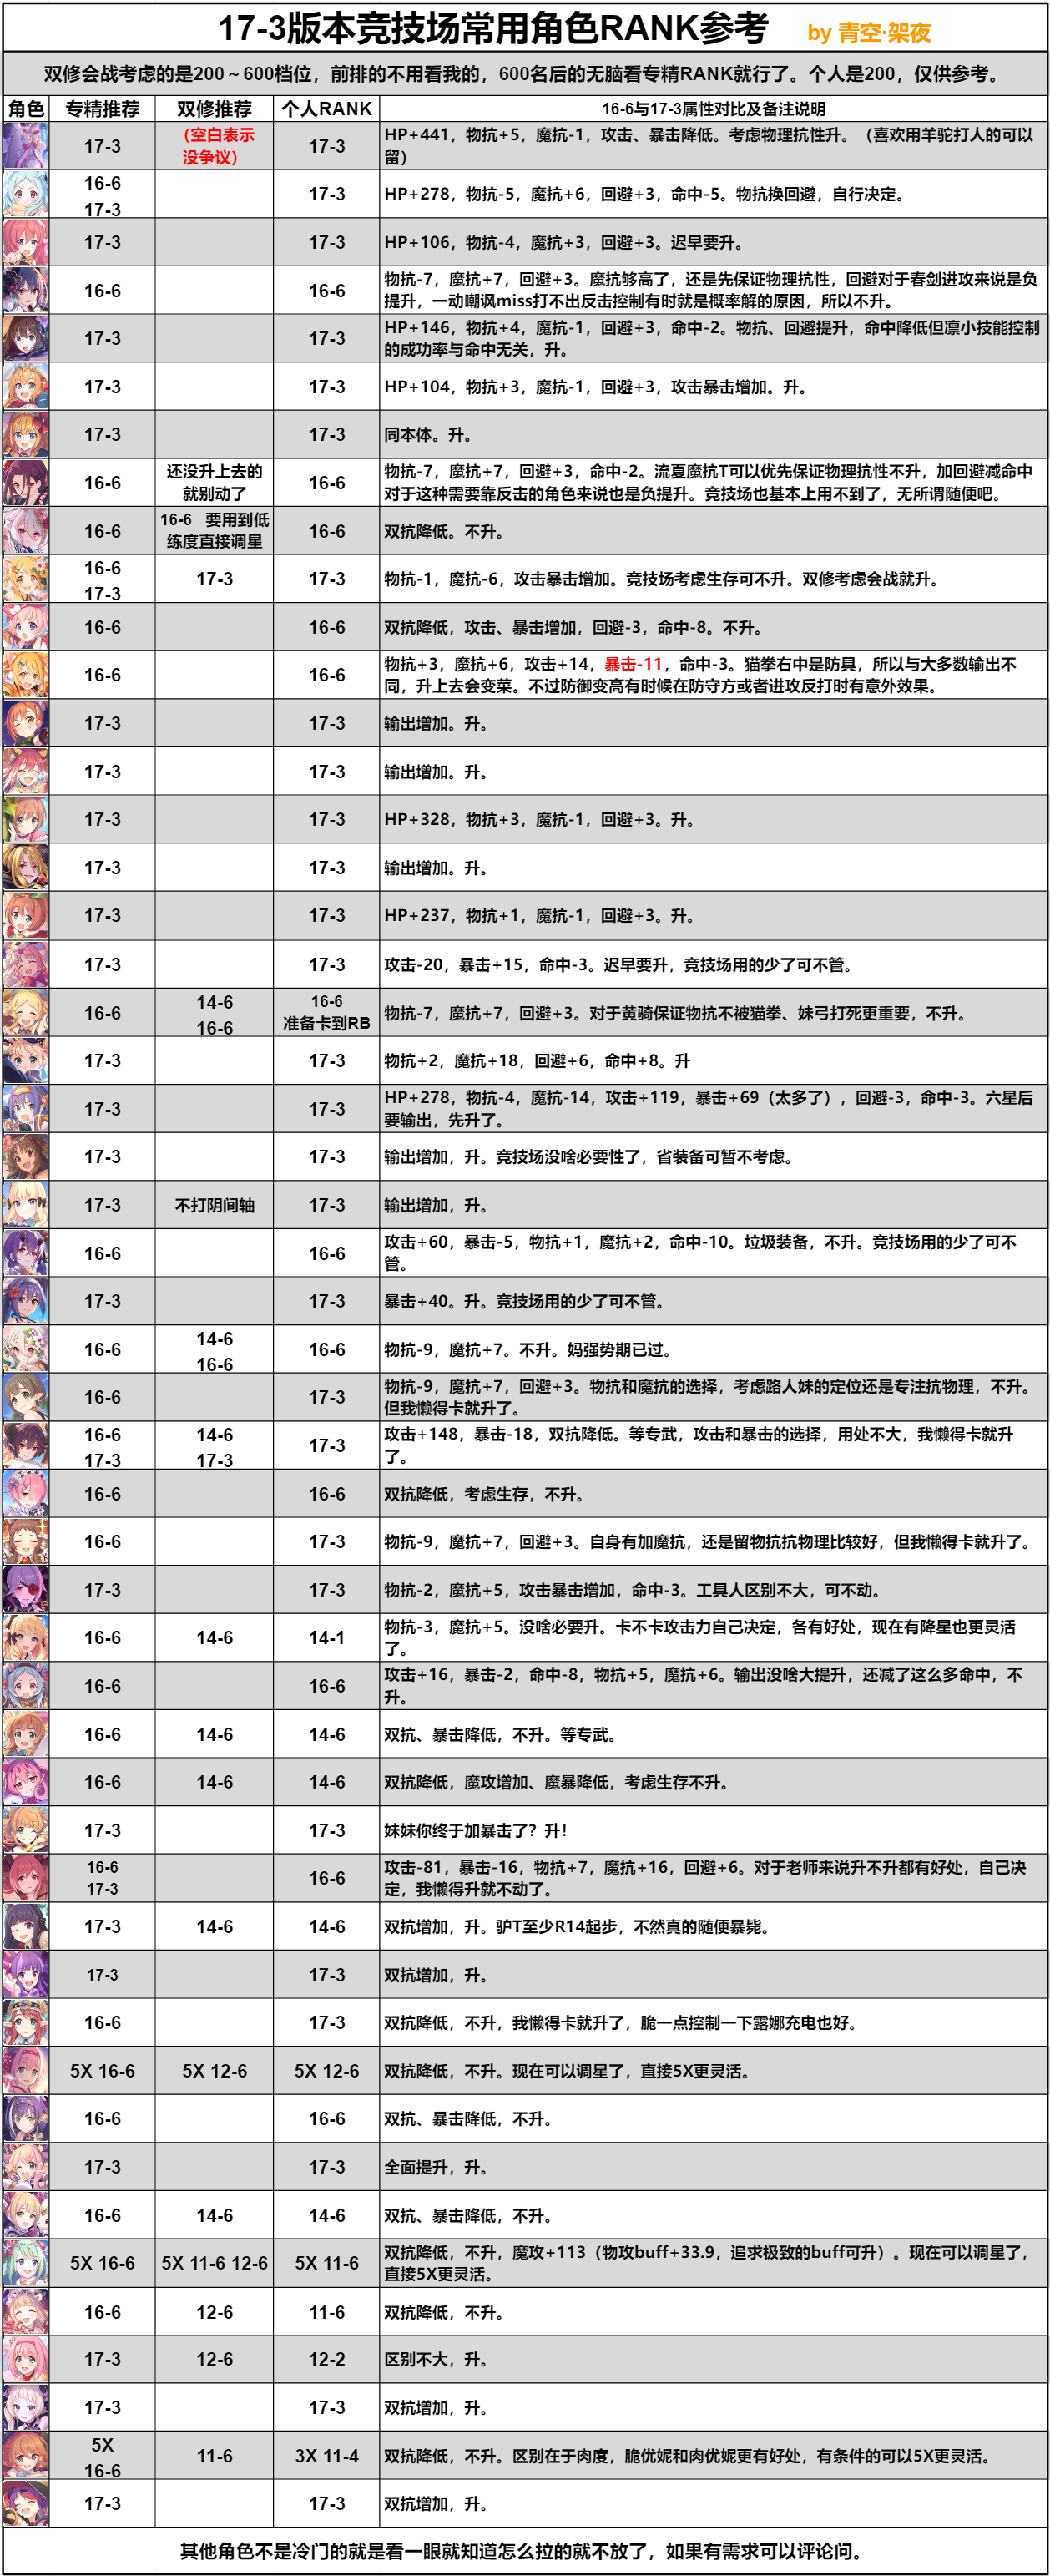 17-3版本竞技场常用角色RANK参考 by 青空·架夜
双修会战考虑的是200～600档位，前排的不用看我的，600名后的无脑看专精RANK就行了。个人是200，仅供参考。
角色 专精推荐 双修推荐 个人RANK 16-6与17-3属性对比及备注说明
17-3 （空白表示 17-3 HP+441，物抗+5，魔抗-1，攻击、暴击降低。考虑物理抗性升。（喜欢用羊驼打人的可以
没争议） 留）
16-6
17-3 17-3 HP+278，物抗-5，魔抗+6，回避+3，命中-5。物抗换回避，自行决定。
17-3 17-3 HP+106，物抗-4，魔抗+3，回避+3。迟早要升。
16-6 16-6 物抗-7，魔抗+7，回避+3。魔抗够高了，还是先保证物理抗性，回避对于春剑进攻来说是负
提升，一动嘲讽miss打不出反击控制有时就是概率解的原因，所以不升。
17-3 17-3 HP+146，物抗+4，魔抗-1，回避+3，命中-2。物抗、回避提升，命中降低但凛小技能控制
的成功率与命中无关，升。
17-3 17-3 HP+104，物抗+3，魔抗-1，回避+3，攻击暴击增加。升。
17-3 17-3 同本体。升。
16-6 还没升上去的 16-6 物抗-7，魔抗+7，回避+3，命中-2。流夏魔抗T可以优先保证物理抗性不升，加回避减命中
就别动了 对于这种需要靠反击的角色来说也是负提升。竞技场也基本上用不到了，无所谓随便吧。
16-6 16-6 要用到低 16-6 双抗降低。不升。
练度直接调星
16-6
17-3 17-3 17-3 物抗-1，魔抗-6，攻击暴击增加。竞技场考虑生存可不升。双修考虑会战就升。
16-6 16-6 双抗降低，攻击、暴击增加，回避-3，命中-8。不升。
16-6 16-6 物抗+3，魔抗+6，攻击+14，暴击-11，命中-3。猫拳右中是防具，所以与大多数输出不
同，升上去会变菜。不过防御变高有时候在防守方或者进攻反打时有意外效果。
17-3 17-3 输出增加。升。
17-3 17-3 输出增加。升。
17-3 17-3 HP+328，物抗+3，魔抗-1，回避+3。升。
17-3 17-3 输出增加。升。
17-3 17-3 HP+237，物抗+1，魔抗-1，回避+3。升。
17-3 17-3 攻击-20，暴击+15，命中-3。迟早要升，竞技场用的少了可不管。
16-6 14-6 16-6 物抗-7，魔抗+7，回避+3。对于黄骑保证物抗不被猫拳、妹弓打死更重要，不升。
16-6 准备卡到RB
17-3 17-3 物抗+2，魔抗+18，回避+6，命中+8。升
17-3 17-3 HP+278，物抗-4，魔抗-14，攻击+119，暴击+69（太多了），回避-3，命中-3。六星后
要输出，先升了。
17-3 17-3 输出增加，升。竞技场没啥必要性了，省装备可暂不考虑。
17-3 不打阴间轴 17-3 输出增加，升。
16-6 16-6 攻击+60，暴击-5，物抗+1，魔抗+2，命中-10。垃圾装备，不升。竞技场用的少了可不
管。
17-3 17-3 暴击+40。升。竞技场用的少了可不管。
16-6 14-6 16-6 物抗-9，魔抗+7。不升。妈强势期已过。
16-6
16-6 17-3 物抗-9，魔抗+7，回避+3。物抗和魔抗的选择，考虑路人妹的定位还是专注抗物理，不升。
但我懒得卡就升了。
16-6 14-6 17-3 攻击+148，暴击-18，双抗降低。等专武，攻击和暴击的选择，用处不大，我懒得卡就升
17-3 17-3 了。
16-6 16-6 双抗降低，考虑生存，不升。
16-6 17-3 物抗-9，魔抗+7，回避+3。自身有加魔抗，还是留物抗抗物理比较好，但我懒得卡就升了。
17-3 17-3 物抗-2，魔抗+5，攻击暴击增加，命中-3。工具人区别不大，可不动。
16-6 14-6 14-1 物抗-3，魔抗+5。没啥必要升。卡不卡攻击力自己决定，各有好处，现在有降星也更灵活
了。
16-6 16-6 攻击+16，暴击-2，命中-8，物抗+5，魔抗+6。输出没啥大提升，还减了这么多命中，不
升。
16-6 14-6 14-6 双抗、暴击降低，不升。等专武。
16-6 14-6 14-6 双抗降低，魔攻增加、魔暴降低，考虑生存不升。
17-3 17-3 妹妹你终于加暴击了？升！
16-6 16-6 攻击-81，暴击-16，物抗+7，魔抗+16，回避+6。对于老师来说升不升都有好处，自己决
17-3 定，我懒得升就不动了。
17-3 14-6 14-6 双抗增加，升。驴T至少R14起步，不然真的随便暴毙。
17-3 17-3 双抗增加，升。
16-6 17-3 双抗降低，不升，我懒得卡就升了，脆一点控制一下露娜充电也好。
5X 16-6 5X 12-6 5X 12-6 双抗降低，不升。现在可以调星了，直接5X更灵活。
16-6 16-6 双抗、暴击降低，不升。
17-3 17-3 全面提升，升。
16-6 14-6 14-6 双抗、暴击降低，不升。
5X 16-6 5X 11-6 12-6 5X 11-6 双抗降低，不升，魔攻+113（物攻buff+33.9，追求极致的buff可升）。现在可以调星了，
直接5X更灵活。
16-6 12-6 11-6 双抗降低，不升。
17-3 12-6 12-2 区别不大，升。
17-3 17-3 双抗增加，升。
5X
16-6 11-6 3X 11-4 双抗降低，不升。区别在于肉度，脆优妮和肉优妮更有好处，有条件的可以5X更灵活。
17-3 17-3 双抗增加，升。
其他角色不是冷门的就是看一眼就知道怎么拉的就不放了，如果有需求可以评论问。